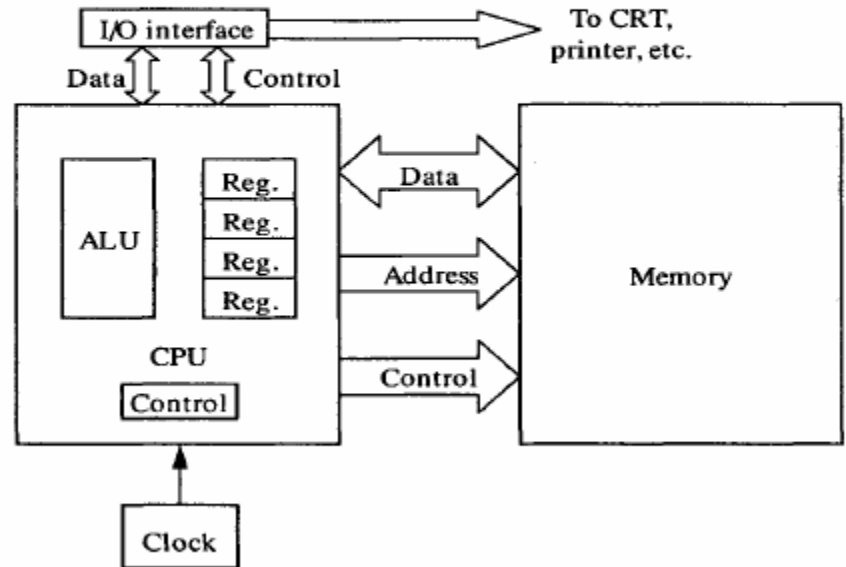 I/O interface
To CRT,
printer, etc.
Data
Control
Reg.
Reg.
Reg.
Reg.
ALU
CPU
Control
Data
Address
Control
Memory
Clock